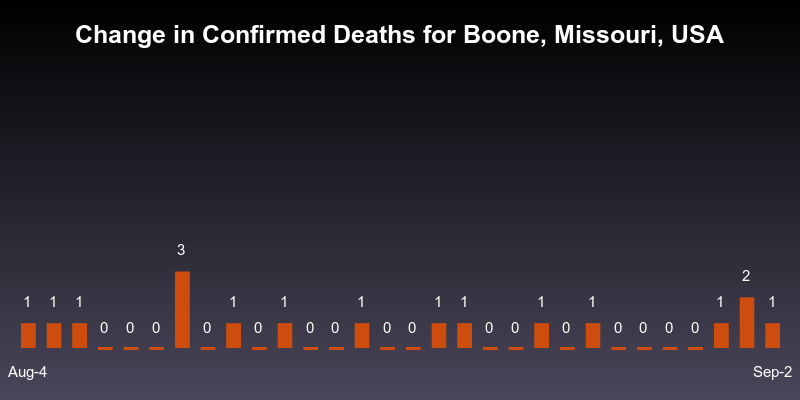 Change in Confirmed Deaths for Boone, Missouri, USA
3
2
1 1 1 1 1 1 1 1 1 1 1 1
0 0 0 0 0 0 0 0 0 0 0 0 0 0 0 0
Aug-4 Sep-2